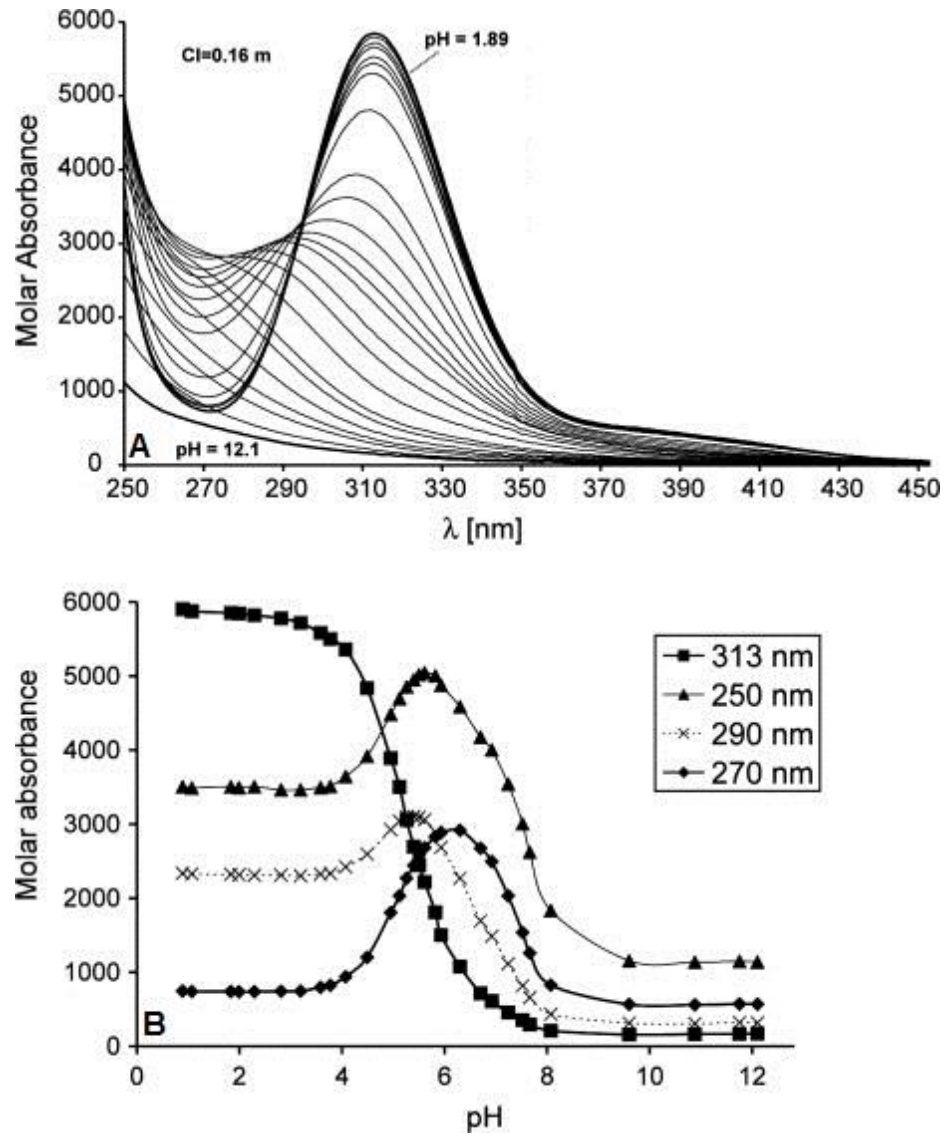 6000
5000
4000
3000
2000
1000
0
Molar Absorbance
Cl=0.16 m
pH = 1.89
A
pH = 12.1
250 270 290 310 330 350 370 390 410 430 450
λ [nm]
6000
5000
4000
3000
2000
1000
0
Molar absorbance
313 nm
250 nm
290 nm
270 nm
B
0 2 4 6 8 10 12
pH